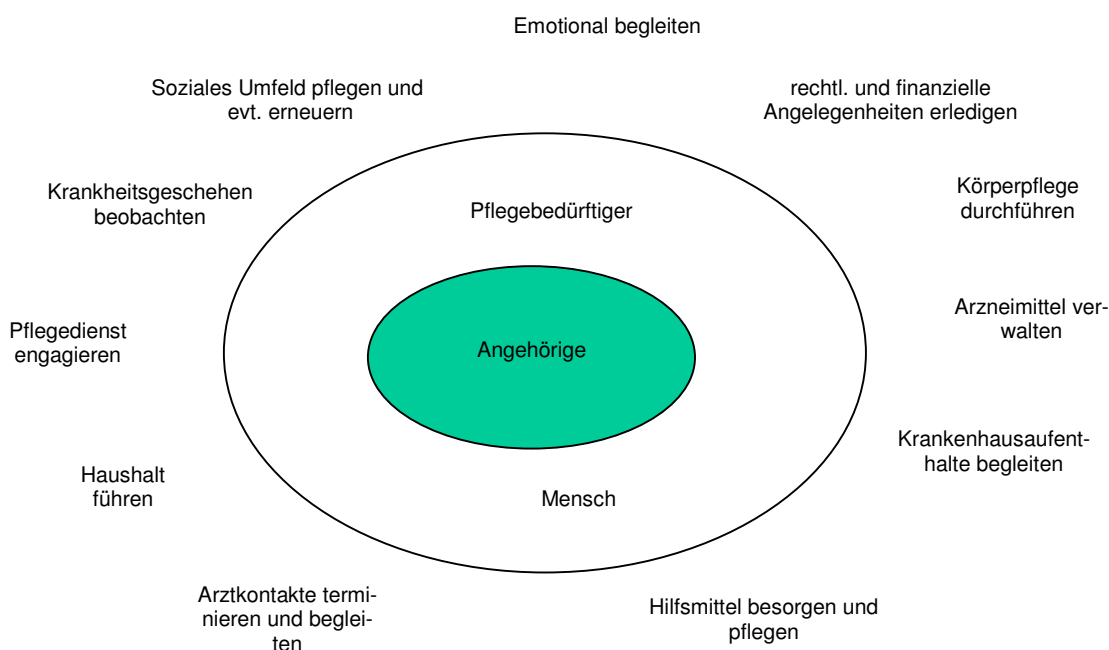 Emotional begleiten
Soziales Umfeld pflegen und
evt. erneuern
rechtl. und finanzielle
Angelegenheiten erledigen
Krankheitsgeschehen
beobachten
Pflegebedürftiger
Körperpflege
durchführen
Pflegedienst
engagieren
Angehörige
Arzneimittel ver-
walten
Haushalt
führen
Mensch
Krankenhausaufent-
halte begleiten
Arztkontakte termi-
nieren und beglei-
ten
Hilfsmittel besorgen und
pflegen